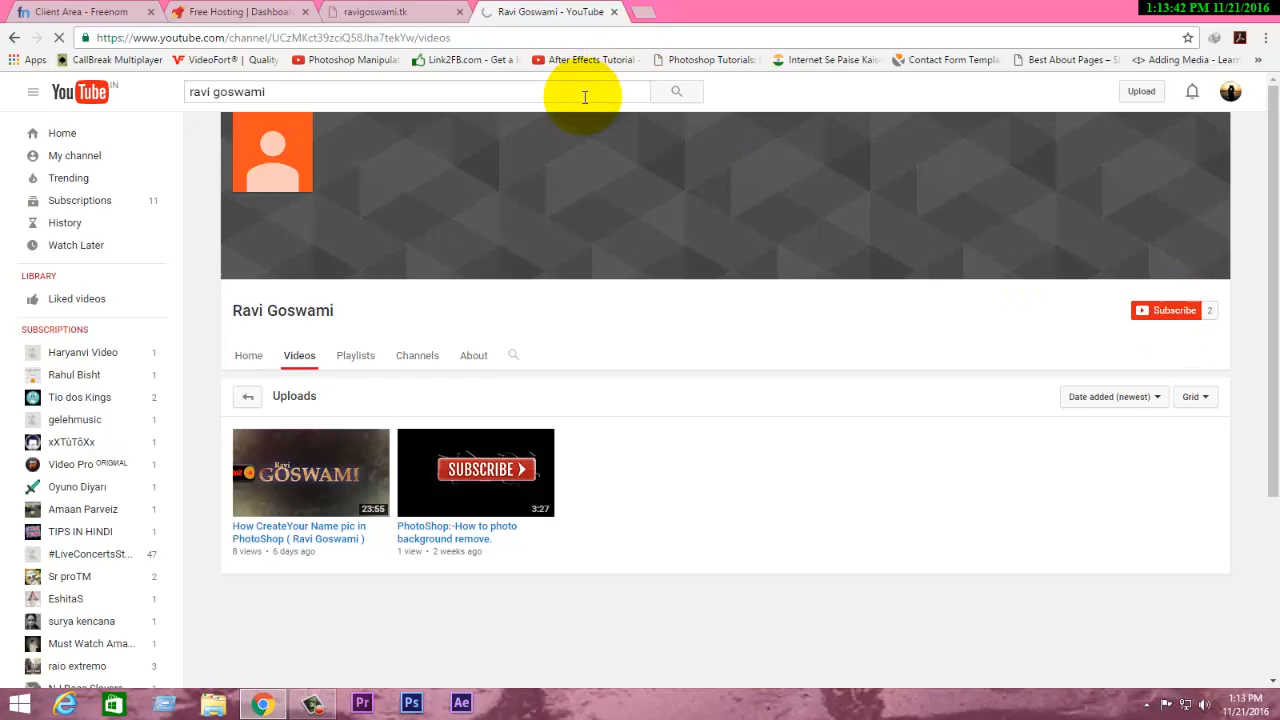 1:13:42 PM 11/21/2016
Client Area - Freenom
Free Hosting | Dashboar
ravigoswami.tk
Ravi Goswami - YouTube
https://www.youtube.com/channel/UCzMKct39zciQ58Jha7tekYw/videos
Apps
CallBreak Multiplayer
VideoFort® | Quality
Photoshop Manipulat
Link2FB.com - Get a l
After Effects Tutorial -
Photoshop Tutorials:
Internet Se Paise Kaise
Contact Form Templa
Best About Pages – Si
Adding Media - Learn
»
YouTube IN
ravi goswami
Upload
Home
My channel
Trending
Subscriptions 11
History
Watch Later
LIBRARY
Liked videos
SUBSCRIPTIONS
Haryanvi Video 1
Rahul Bisht 1
Tio dos Kings 2
gelehmusic 1
xXTùTôXx 1
Video Pro ᴼᴿᴵᴳᴵᴺᴬᴸ 1
Oyuno Diyarı 1
Amaan Parveiz 1
TIPS IN HINDI 1
#LiveConcertsSt... 47
Sr proTM 2
EshitaS 1
surya kencana 1
Must Watch Ama... 1
raio extremo 3
Ravi Goswami
Subscribe 2
Home
Videos
Playlists
Channels
About
Uploads
Date added (newest)
Grid
Ravi
GOSWAMI
23:55
SUBSCRIBE
3:27
How CreateYour Name pic in
PhotoShop ( Ravi Goswami )
8 views • 6 days ago
PhotoShop:-How to photo
background remove.
1 view • 2 weeks ago
Pr
Ps
Ae
1:13 PM
11/21/2016